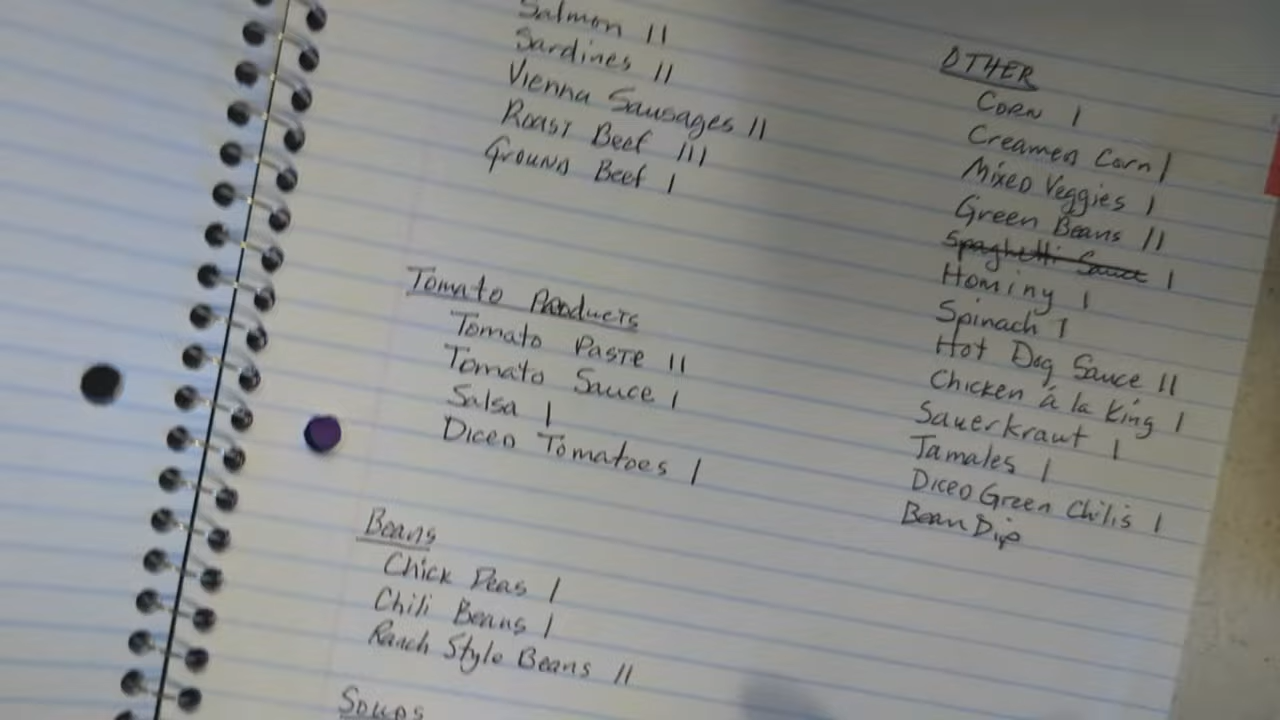 Salmon II
Sardines II
Vienna Sausages II
Roast Beef III
Ground Beef I
Tomato Products
Tomato Paste II
Tomato Sauce I
Salsa I
Diced Tomatoes I
Beans
Chick Peas I
Chili Beans I
Ranch Style Beans II
Soups
OTHER
Corn I
Creamed Corn I
Mixed Veggies I
Green Beans II
Spaghetti Sauce I
Hominy I
Spinach I
Hot Dog Sauce II
Chicken á la King I
Sauerkraut I
Tamales I
Diced Green Chilis I
Bean Dip